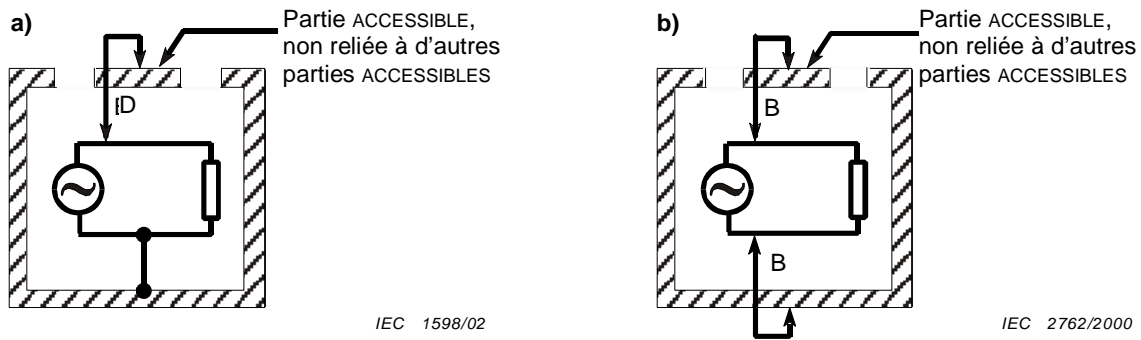 a)
Partie ACCESSIBLE,
non reliée à d'autres
parties ACCESSIBLES
D
IEC 1598/02
b)
Partie ACCESSIBLE,
non reliée à d'autres
parties ACCESSIBLES
B
B
IEC 2762/2000